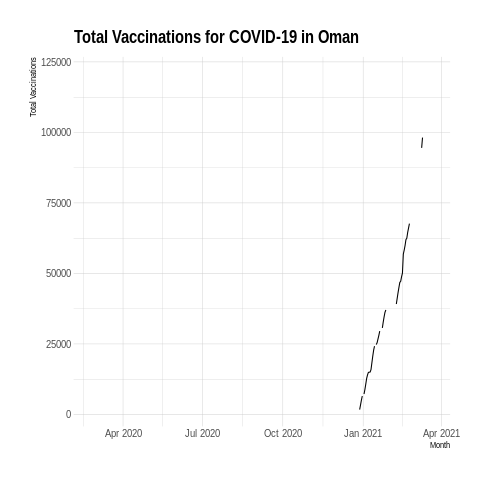 Total Vaccinations for COVID-19 in Oman
Total Vaccinations
125000
100000
75000
50000
25000
0
Apr 2020 Jul 2020 Oct 2020 Jan 2021 Apr 2021
Month